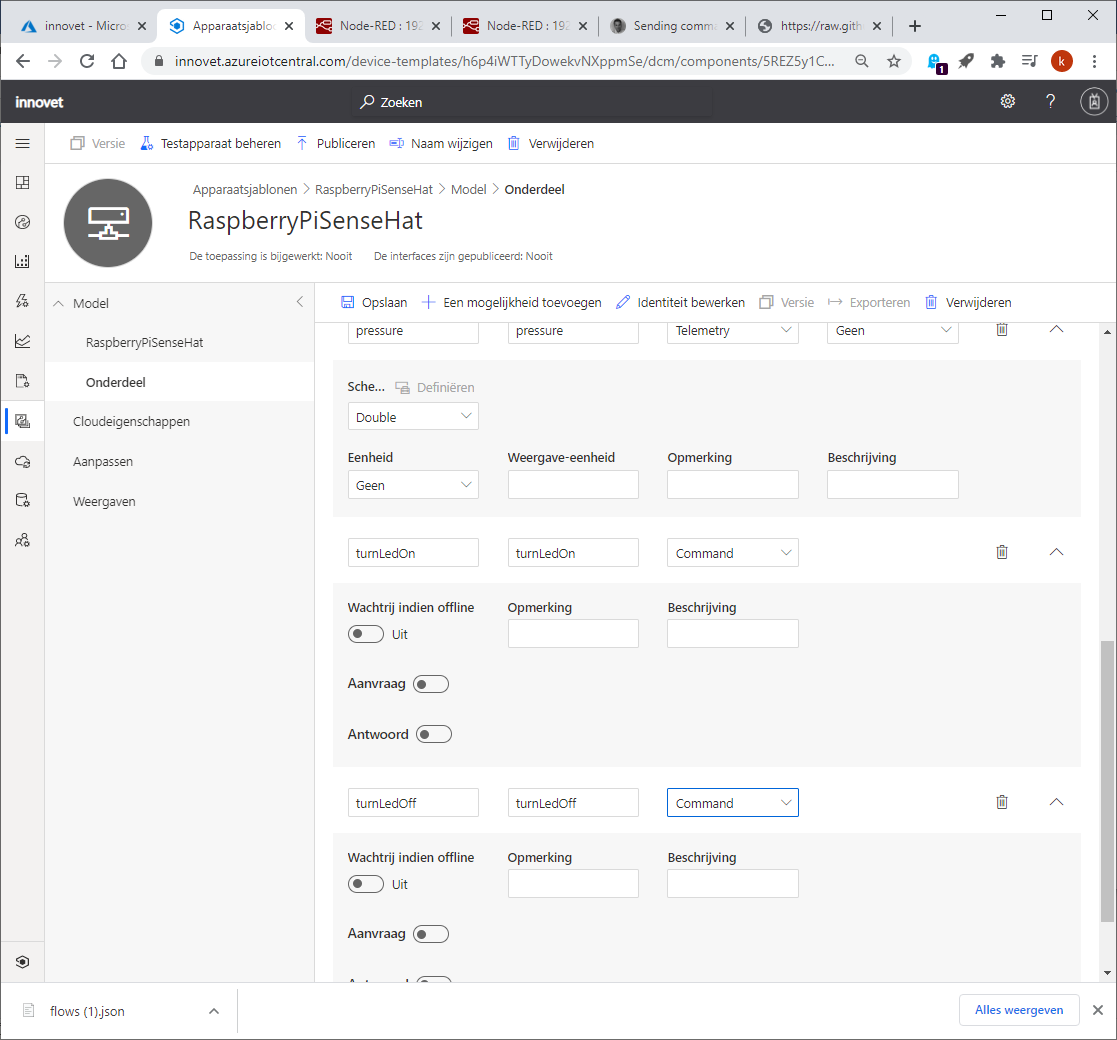 innovet - Micros
Apparaatsjabloc
Node-RED : 192
Node-RED : 192
Sending comma
https://raw.gith
innovet.azureiotcentral.com/device-templates/h6p4iWTTyDowekvNXppmSe/dcm/components/5REZ5y1C...
1
k
innovet
Zoeken
?
Versie
Testapparaat beheren
Publiceren
Naam wijzigen
Verwijderen
Apparaatsjablonen > RaspberryPiSenseHat > Model > Onderdeel
RaspberryPiSenseHat
De toepassing is bijgewerkt: Nooit
De interfaces zijn gepubliceerd: Nooit
Model
RaspberryPiSenseHat
Onderdeel
Cloudeigenschappen
Aanpassen
Weergaven
Opslaan
Een mogelijkheid toevoegen
Identiteit bewerken
Versie
Exporteren
Verwijderen
pressure
pressure
Telemetry
Geen
Sche...
Definiëren
Double
Eenheid
Weergave-eenheid
Opmerking
Beschrijving
Geen
turnLedOn
turnLedOn
Command
Wachtrij indien offline
Opmerking
Beschrijving
Uit
Aanvraag
Antwoord
turnLedOff
turnLedOff
Command
Wachtrij indien offline
Opmerking
Beschrijving
Uit
Aanvraag
flows (1).json
Alles weergeven